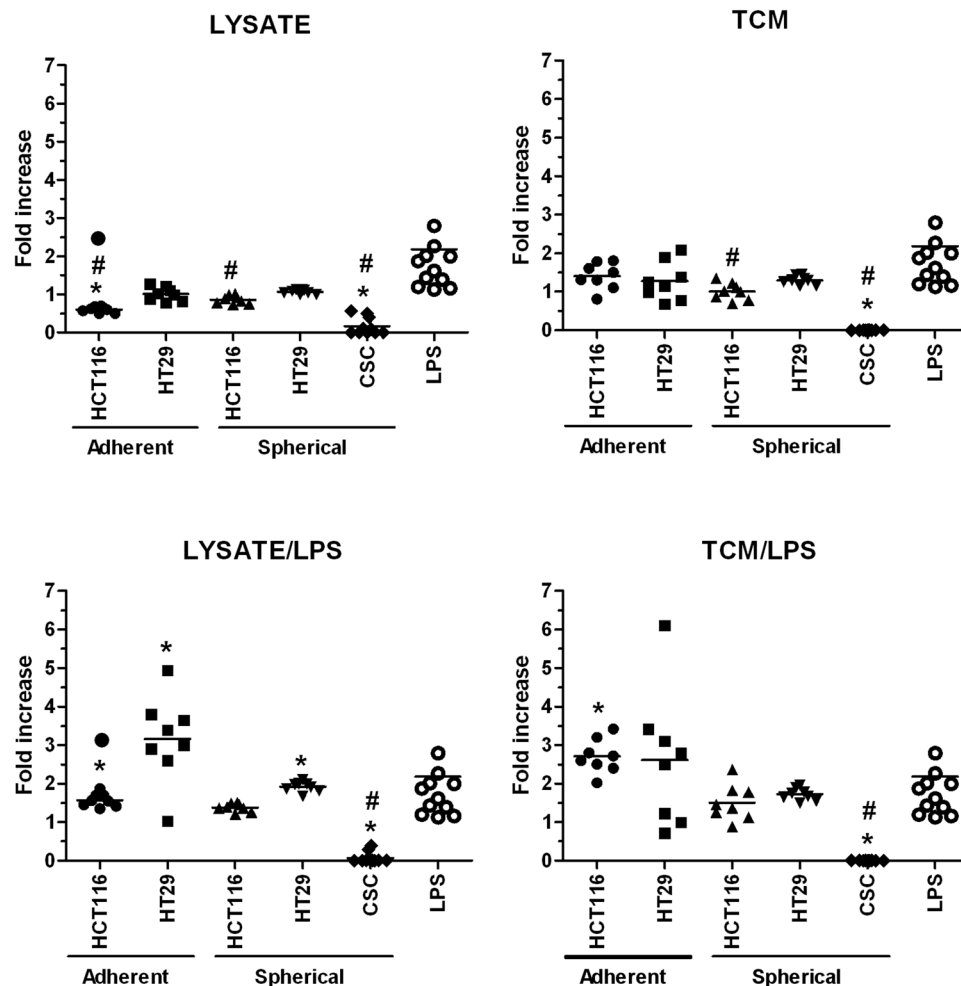 LYSATE
Fold increase
7
6
5
4
3
2
1
0
#
*
#
#
*
HCT116
HT29
HCT116
HT29
CSC
LPS
Adherent
Spherical
TCM
Fold increase
7
6
5
4
3
2
1
0
#
#
*
HCT116
HT29
HCT116
HT29
CSC
LPS
Adherent
Spherical
LYSATE/LPS
Fold increase
7
6
5
4
3
2
1
0
*
*
*
#
*
HCT116
HT29
HCT116
HT29
CSC
LPS
Adherent
Spherical
TCM/LPS
Fold increase
7
6
5
4
3
2
1
0
*
#
*
HCT116
HT29
HCT116
HT29
CSC
LPS
Adherent
Spherical